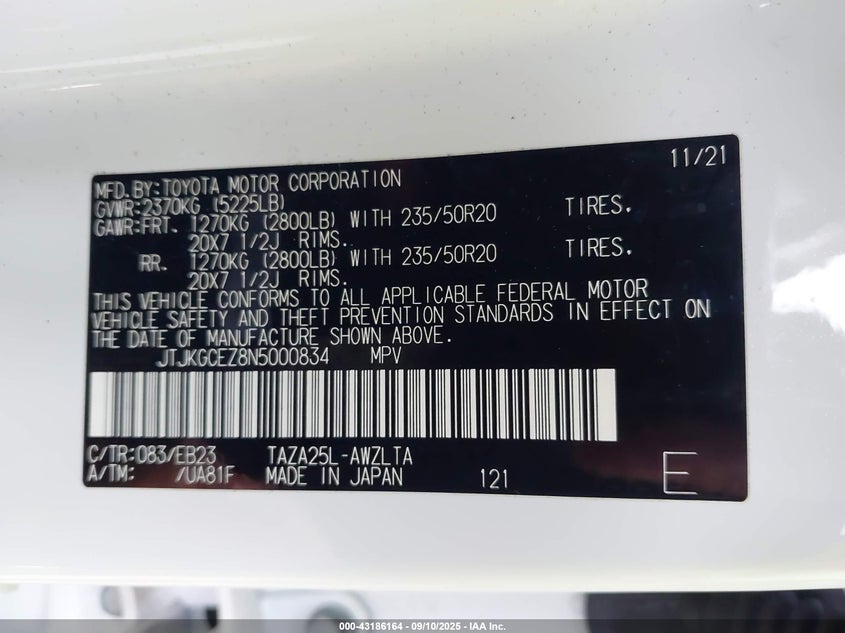 11/21
MFD.BY:TOYOTA MOTOR CORPORATION
GVWR:2370KG (5225LB)
GAWR:FRT. 1270KG (2800LB) WITH 235/50R20 TIRES.
20X7 1/2J RIMS.
RR. 1270KG (2800LB) WITH 235/50R20 TIRES.
20X7 1/2J RIMS.
THIS VEHICLE CONFORMS TO ALL APPLICABLE FEDERAL MOTOR
VEHICLE SAFETY AND THEFT PREVENTION STANDARDS IN EFFECT ON
THE DATE OF MANUFACTURE SHOWN ABOVE.
JTJKGCEZ8N5000834 MPV
C/TR:083/EB23 TAZA25L-AWZLTA
A/TM: /UA81F MADE IN JAPAN 121 E
000-43186164 - 09/10/2025 - IAA Inc.